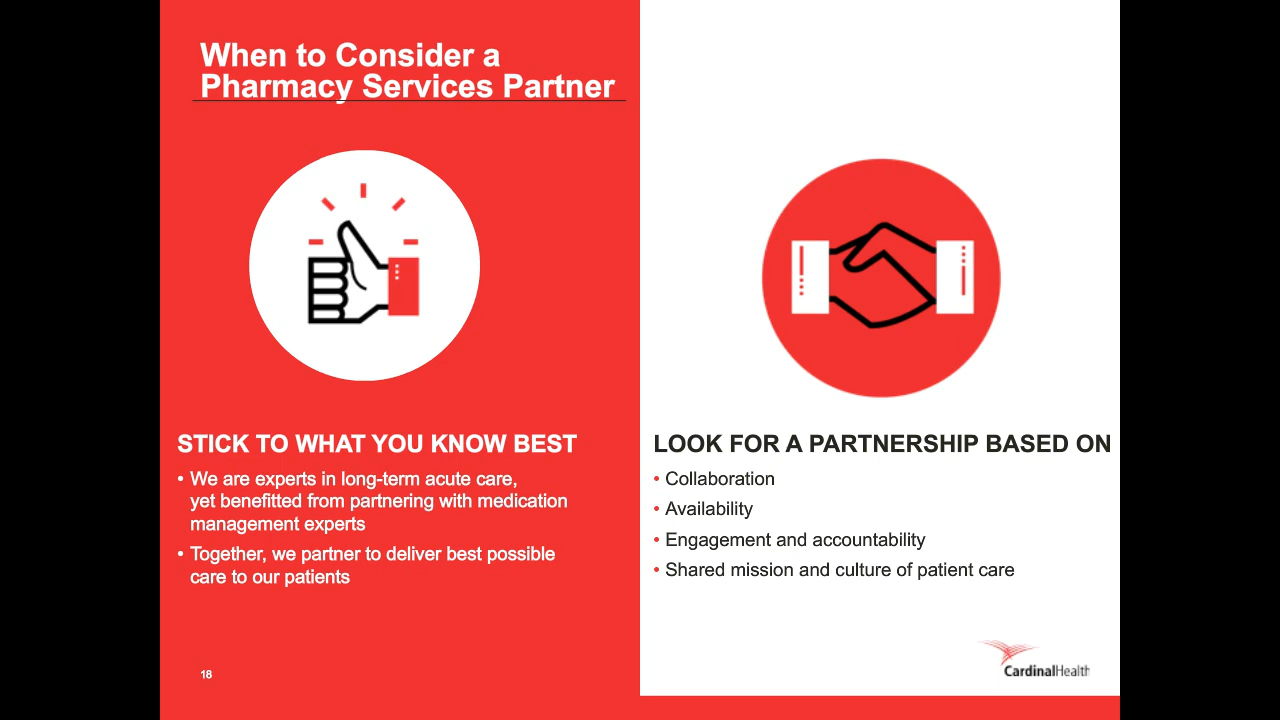 When to Consider a
Pharmacy Services Partner
STICK TO WHAT YOU KNOW BEST
• We are experts in long-term acute care,
yet benefitted from partnering with medication
management experts
• Together, we partner to deliver best possible
care to our patients
LOOK FOR A PARTNERSHIP BASED ON
• Collaboration
• Availability
• Engagement and accountability
• Shared mission and culture of patient care
18
CardinalHealth